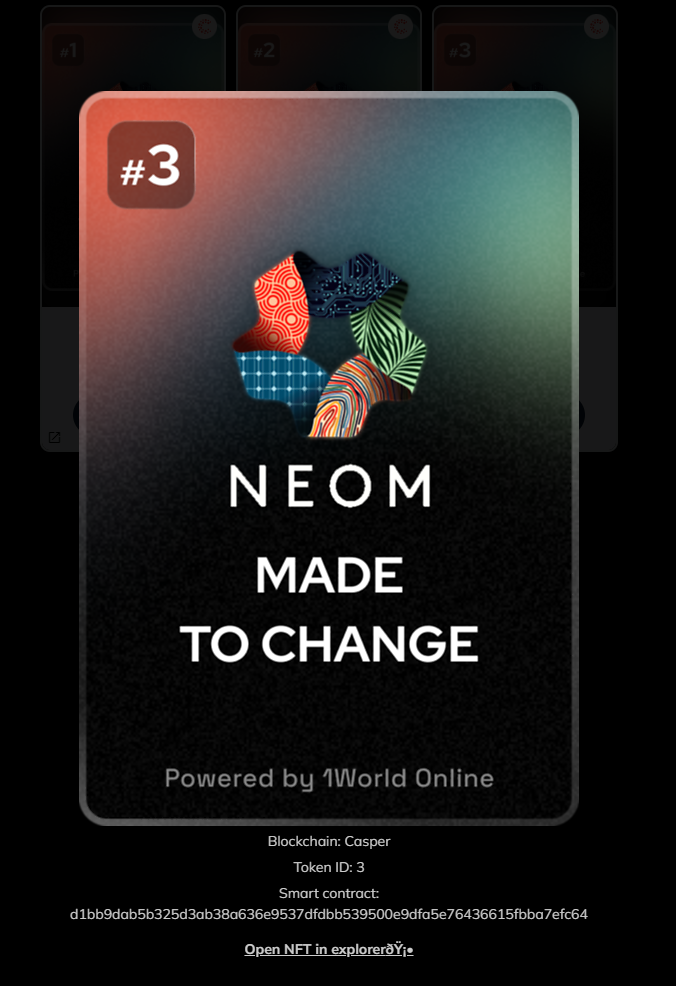 #1
#2
#3
#3
NEOM
MADE
TO CHANGE
Powered by 1World Online
Blockchain: Casper
Token ID: 3
Smart contract:
d1bb9dab5b325d3ab38a636e9537dfdbb539500e9dfa5e76436615fbba7efc64
Open NFT in explorerðŸ¡•